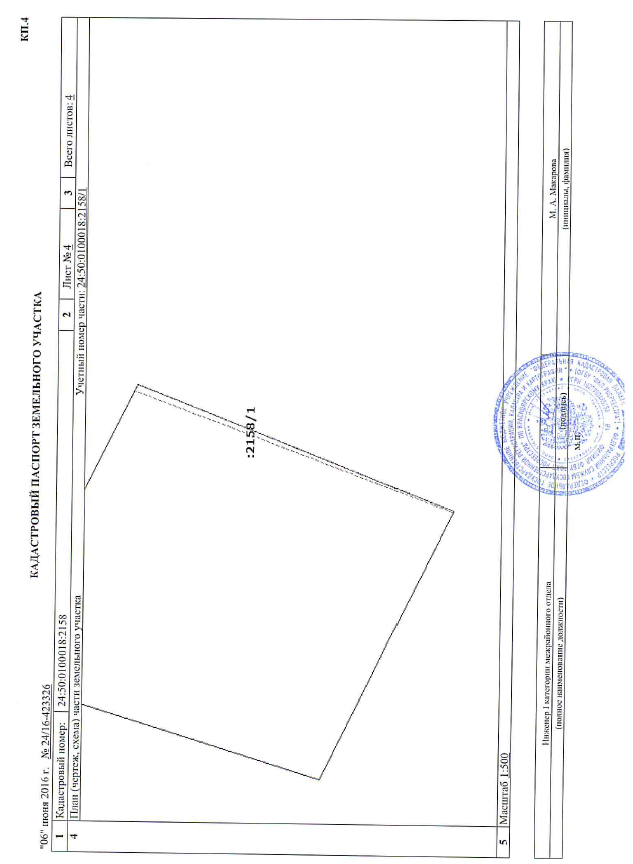 КП.4
КАДАСТРОВЫЙ ПАСПОРТ ЗЕМЕЛЬНОГО УЧАСТКА
"06" июня 2016 г. № 24/16-423326
1 Кадастровый номер: 24:50:0100018:2158 2 Лист № 4 3 Всего листов: 4
4 План (чертеж, схема) части земельного участка Учетный номер части: 24:50:0100018:2158/1
:2158/1
5 Масштаб 1:500
Инженер I категории межрайонного отдела М. А. Макарова
(полное наименование должности) (подпись) (инициалы, фамилия)
М.П.